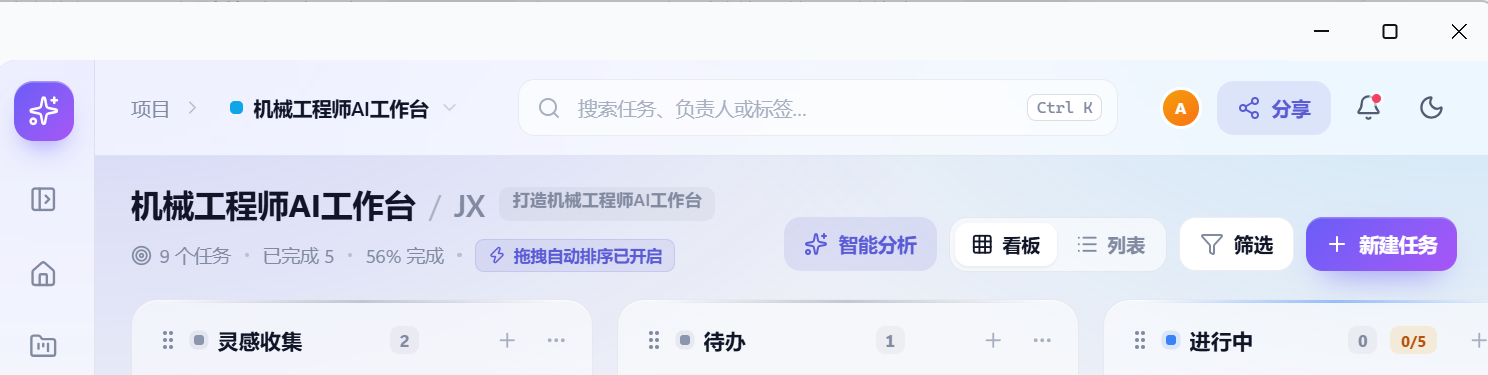 项目 机械工程师AI工作台 搜索任务、负责人或标签... Ctrl K A 分享
机械工程师AI工作台 / JX 打造机械工程师AI工作台
9 个任务 • 已完成 5 • 56% 完成 • 拖拽自动排序已开启
智能分析 看板 列表 筛选 + 新建任务
灵感收集 2 + ... 待办 1 + ... 进行中 0 0/5 +